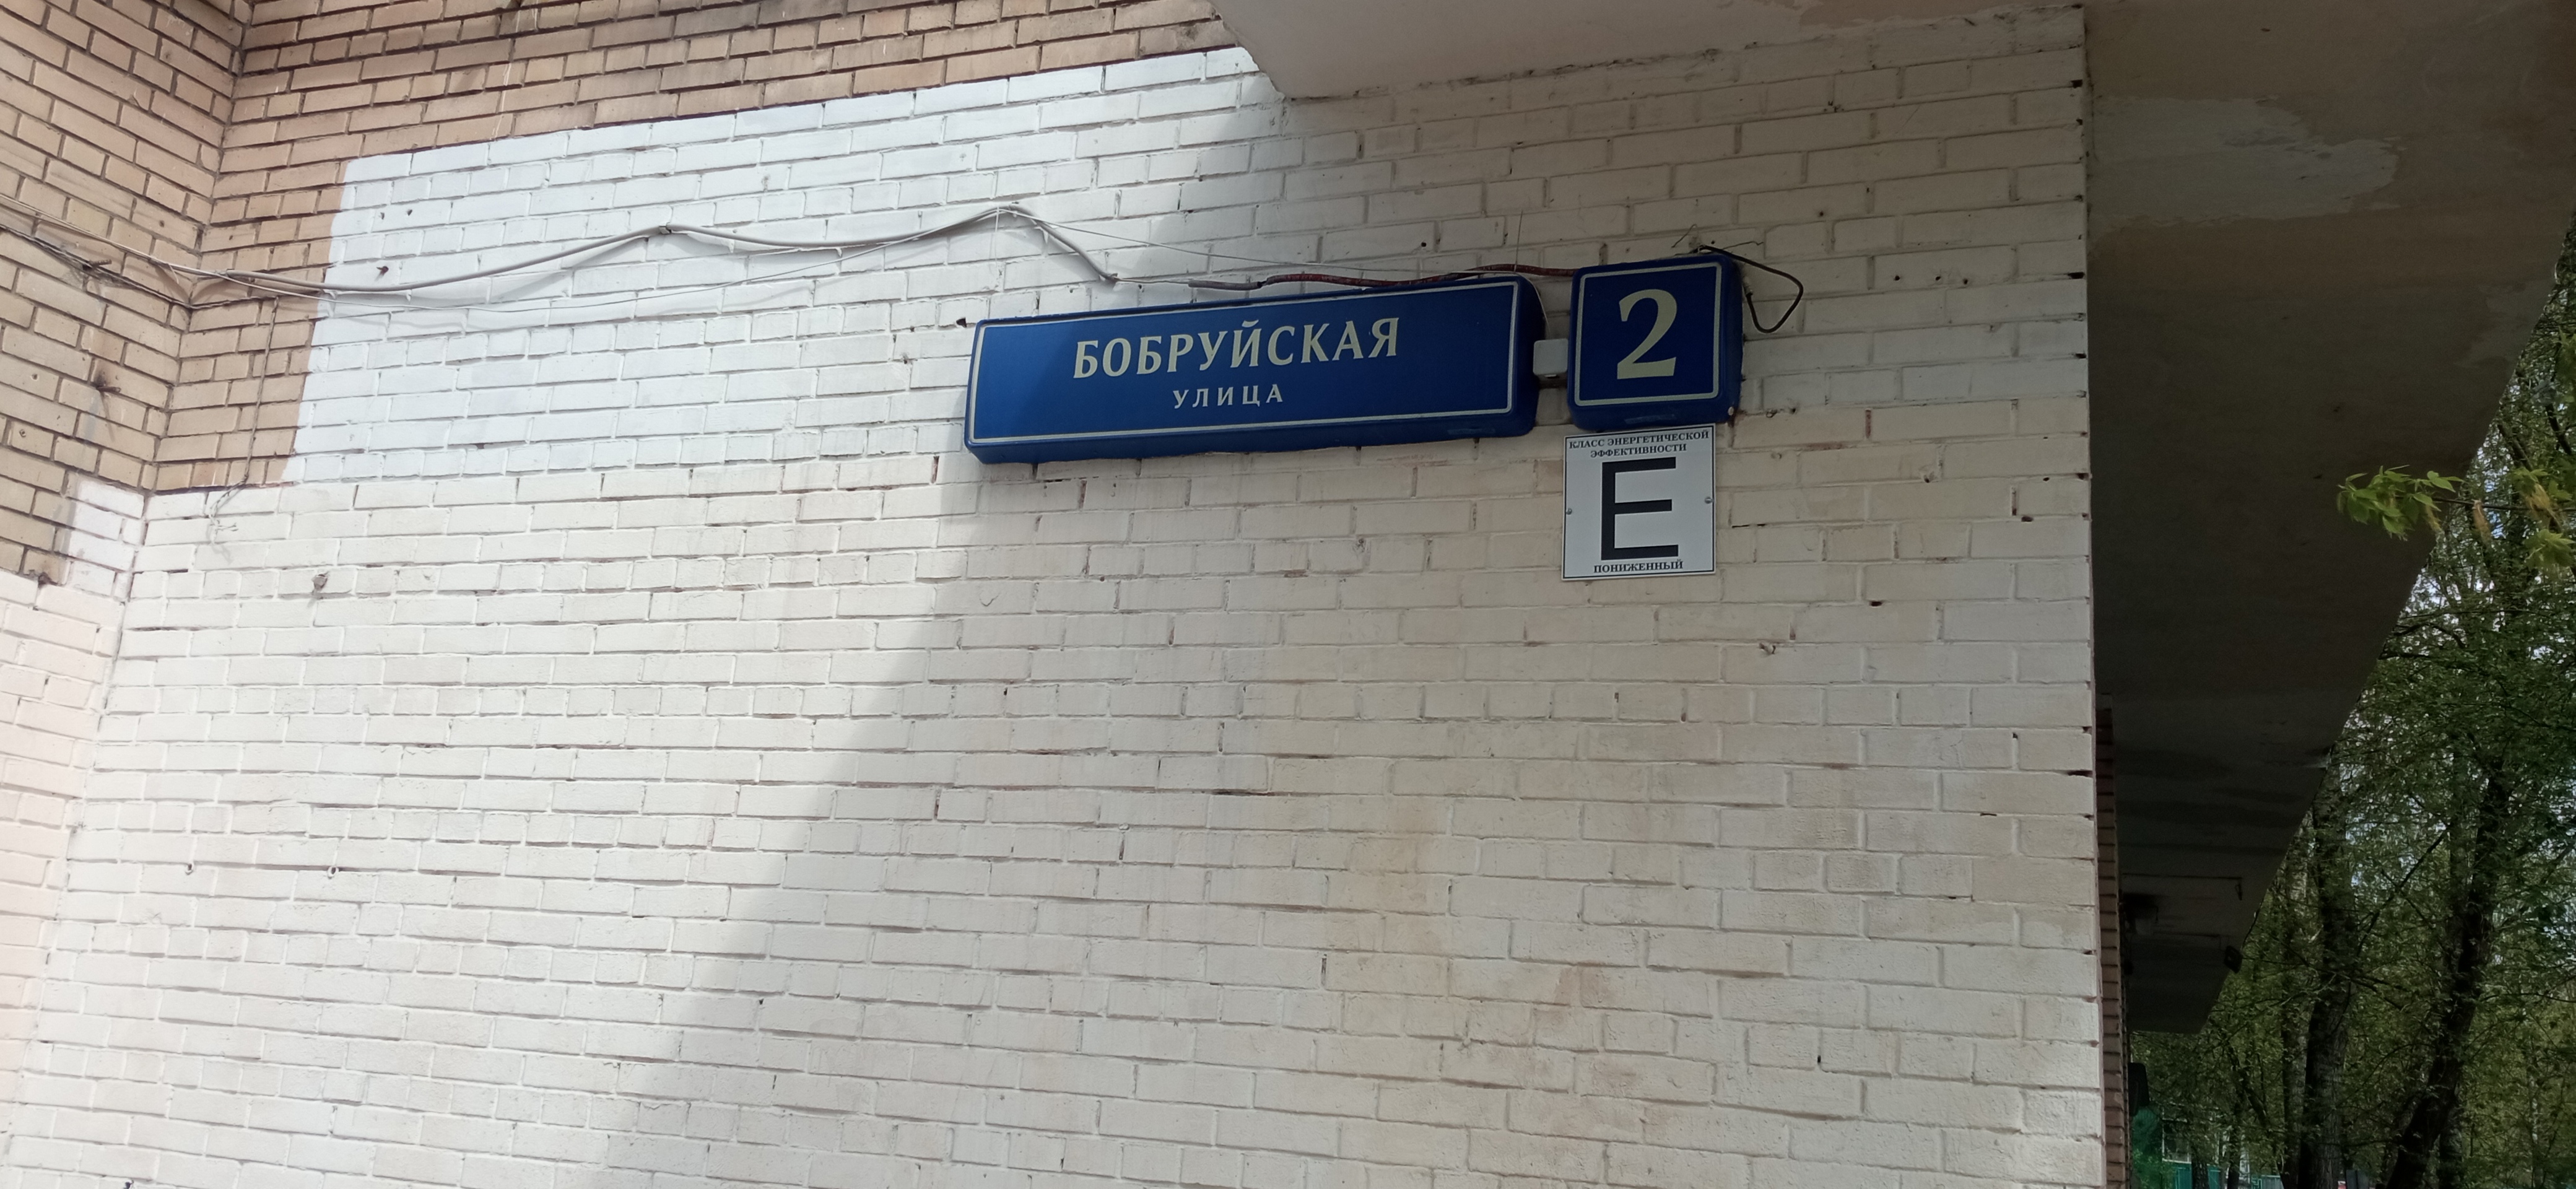 БОБРУЙСКАЯ
УЛИЦА
2
КЛАСС ЭНЕРГЕТИЧЕСКОЙ
ЭФФЕКТИВНОСТИ
E
ПОНИЖЕННЫЙ